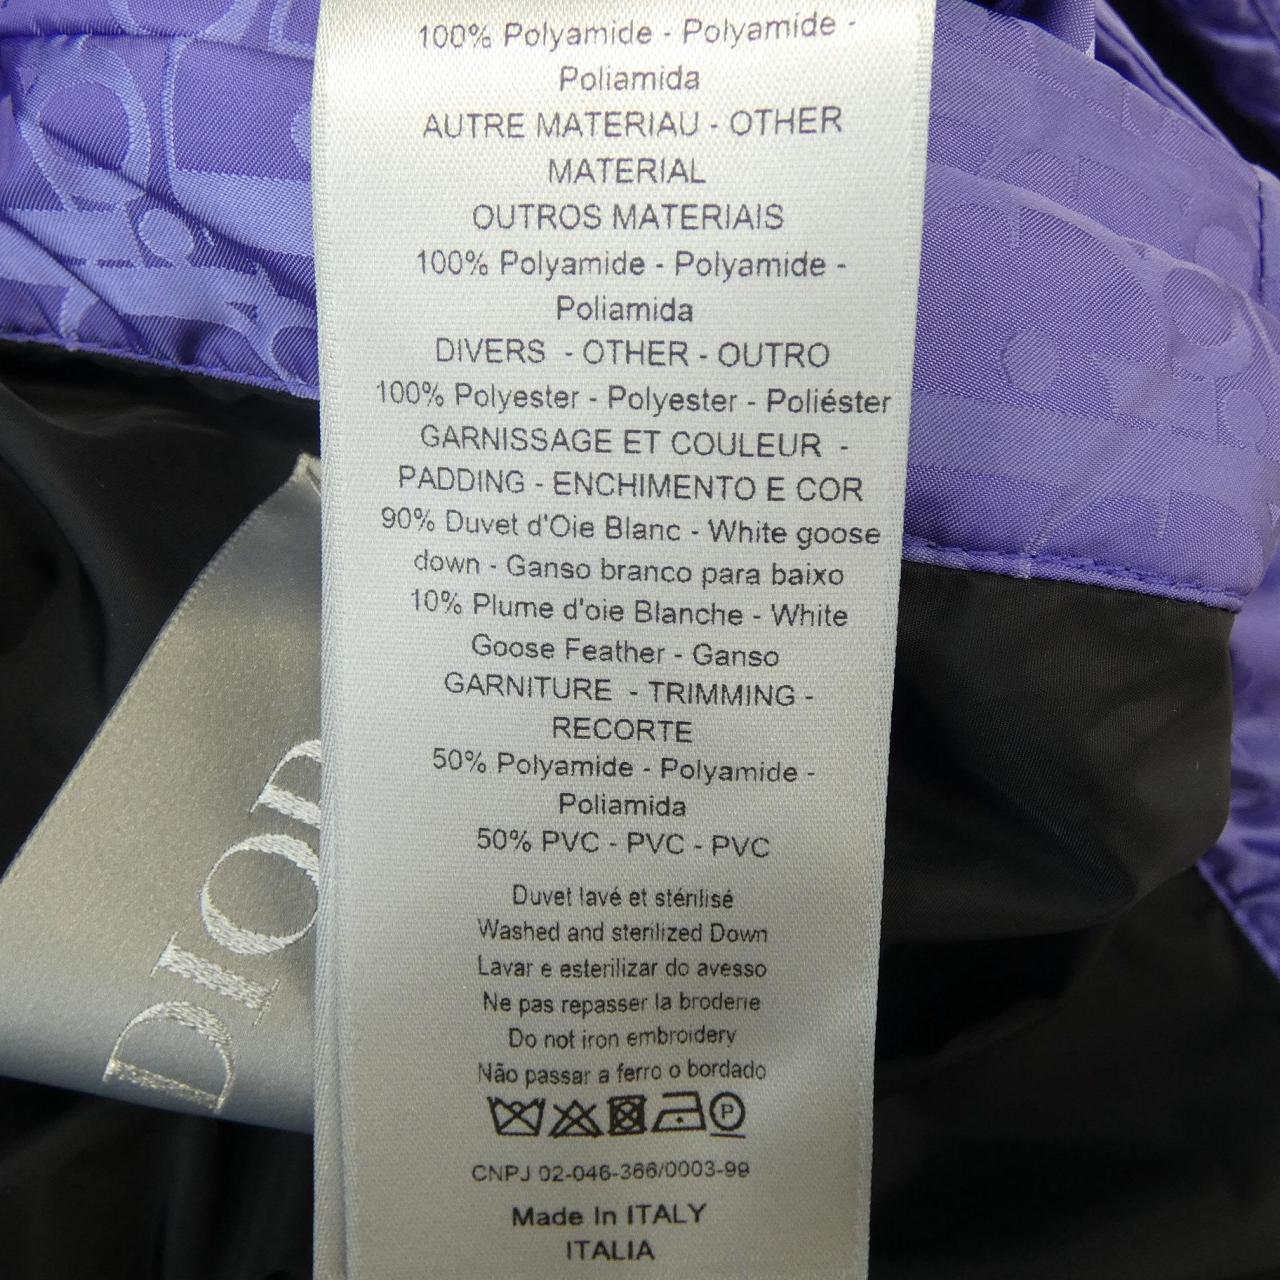 100% Polyamide - Polyamide -
Poliamida
AUTRE MATERIAU - OTHER
MATERIAL
OUTROS MATERIAIS
100% Polyamide - Polyamide -
Poliamida
DIVERS - OTHER - OUTRO
100% Polyester - Polyester - Poliéster
GARNISSAGE ET COULEUR -
PADDING - ENCHIMENTO E COR
90% Duvet d'Oie Blanc - White goose
down - Ganso branco para baixo
10% Plume d'oie Blanche - White
Goose Feather - Ganso
GARNITURE - TRIMMING -
RECORTE
50% Polyamide - Polyamide -
Poliamida
50% PVC - PVC - PVC
Duvet lavé et stérilisé
Washed and sterilized Down
Lavar e esterilizar do avesso
Ne pas repasser la broderie
Do not iron embroidery
Não passar a ferro o bordado
P
CNPJ 02-046-366/0003-99
Made In ITALY
ITALIA
DIOR